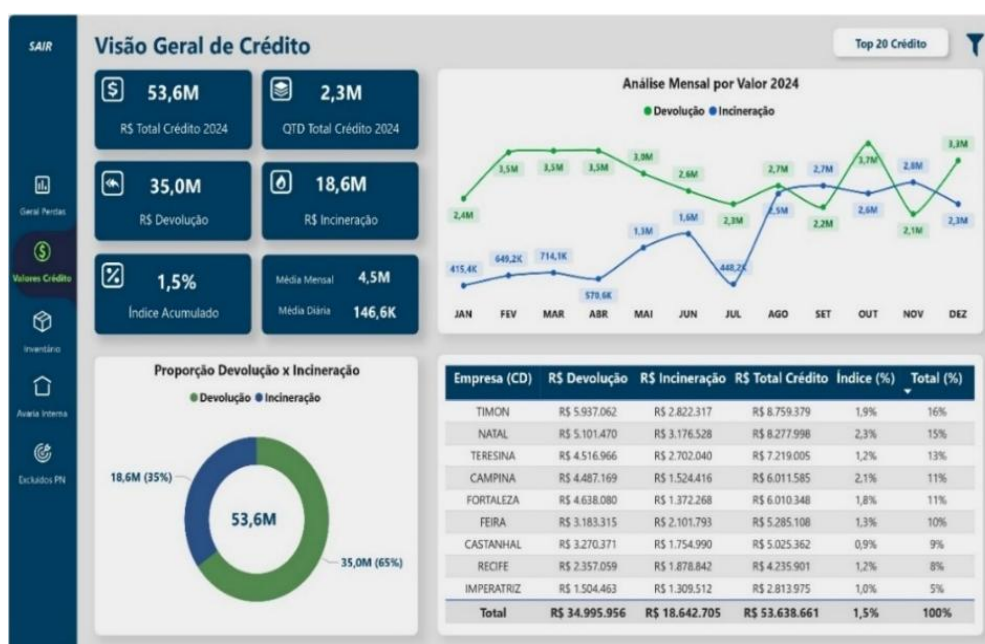 SAIR
Geral Perdas
Valores Crédito
Inventário
Avaria Interna
Excluídos PN
Visão Geral de Crédito
Top 20 Crédito
53,6M
R$ Total Crédito 2024
2,3M
QTD Total Crédito 2024
35,0M
R$ Devolução
18,6M
R$ Incineração
1,5%
Índice Acumulado
Média Mensal 4,5M
Média Diária 146,6K
Análise Mensal por Valor 2024
Devolução Incineração
2,4M 3,5M 3,5M 3,5M 3,0M 2,6M 2,3M 2,7M 2,2M 3,7M 2,1M 3,3M
415,4K 649,2K 714,1K 570,6K 1,3M 1,6M 448,2K 2,5M 2,7M 2,6M 2,8M 2,3M
JAN FEV MAR ABR MAI JUN JUL AGO SET OUT NOV DEZ
Proporção Devolução x Incineração
Devolução Incineração
18,6M (35%)
53,6M
35,0M (65%)
Empresa (CD) R$ Devolução R$ Incineração R$ Total Crédito Índice (%) Total (%)
TIMON R$ 5.937.062 R$ 2.822.317 R$ 8.759.379 1,9% 16%
NATAL R$ 5.101.470 R$ 3.176.528 R$ 8.277.998 2,3% 15%
TERESINA R$ 4.516.966 R$ 2.702.040 R$ 7.219.005 1,2% 13%
CAMPINA R$ 4.487.169 R$ 1.524.416 R$ 6.011.585 2,1% 11%
FORTALEZA R$ 4.638.080 R$ 1.372.268 R$ 6.010.348 1,8% 11%
FEIRA R$ 3.183.315 R$ 2.101.793 R$ 5.285.108 1,3% 10%
CASTANHAL R$ 3.270.371 R$ 1.754.990 R$ 5.025.362 0,9% 9%
RECIFE R$ 2.357.059 R$ 1.878.842 R$ 4.235.901 1,2% 8%
IMPERATRIZ R$ 1.504.463 R$ 1.309.512 R$ 2.813.975 1,0% 5%
Total R$ 34.995.956 R$ 18.642.705 R$ 53.638.661 1,5% 100%